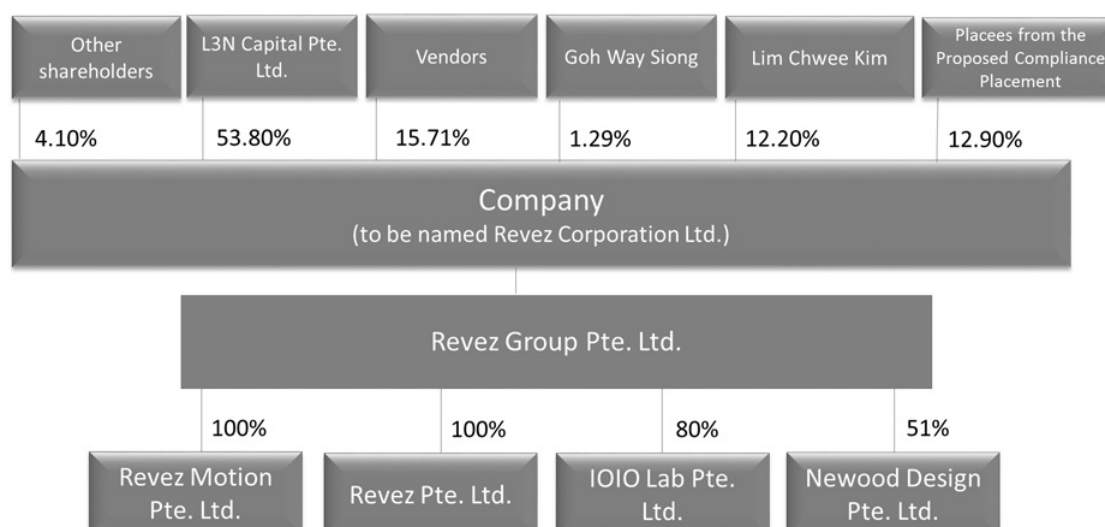 Other
shareholders
L3N Capital Pte.
Ltd.
Vendors
Goh Way Siong
Lim Chwee Kim
Placees from the
Proposed Compliance
Placement
4.10%
53.80%
15.71%
1.29%
12.20%
12.90%
Company
(to be named Revez Corporation Ltd.)
Revez Group Pte. Ltd.
100%
100%
80%
51%
Revez Motion
Pte. Ltd.
Revez Pte. Ltd.
IOIO Lab Pte.
Ltd.
Newood Design
Pte. Ltd.